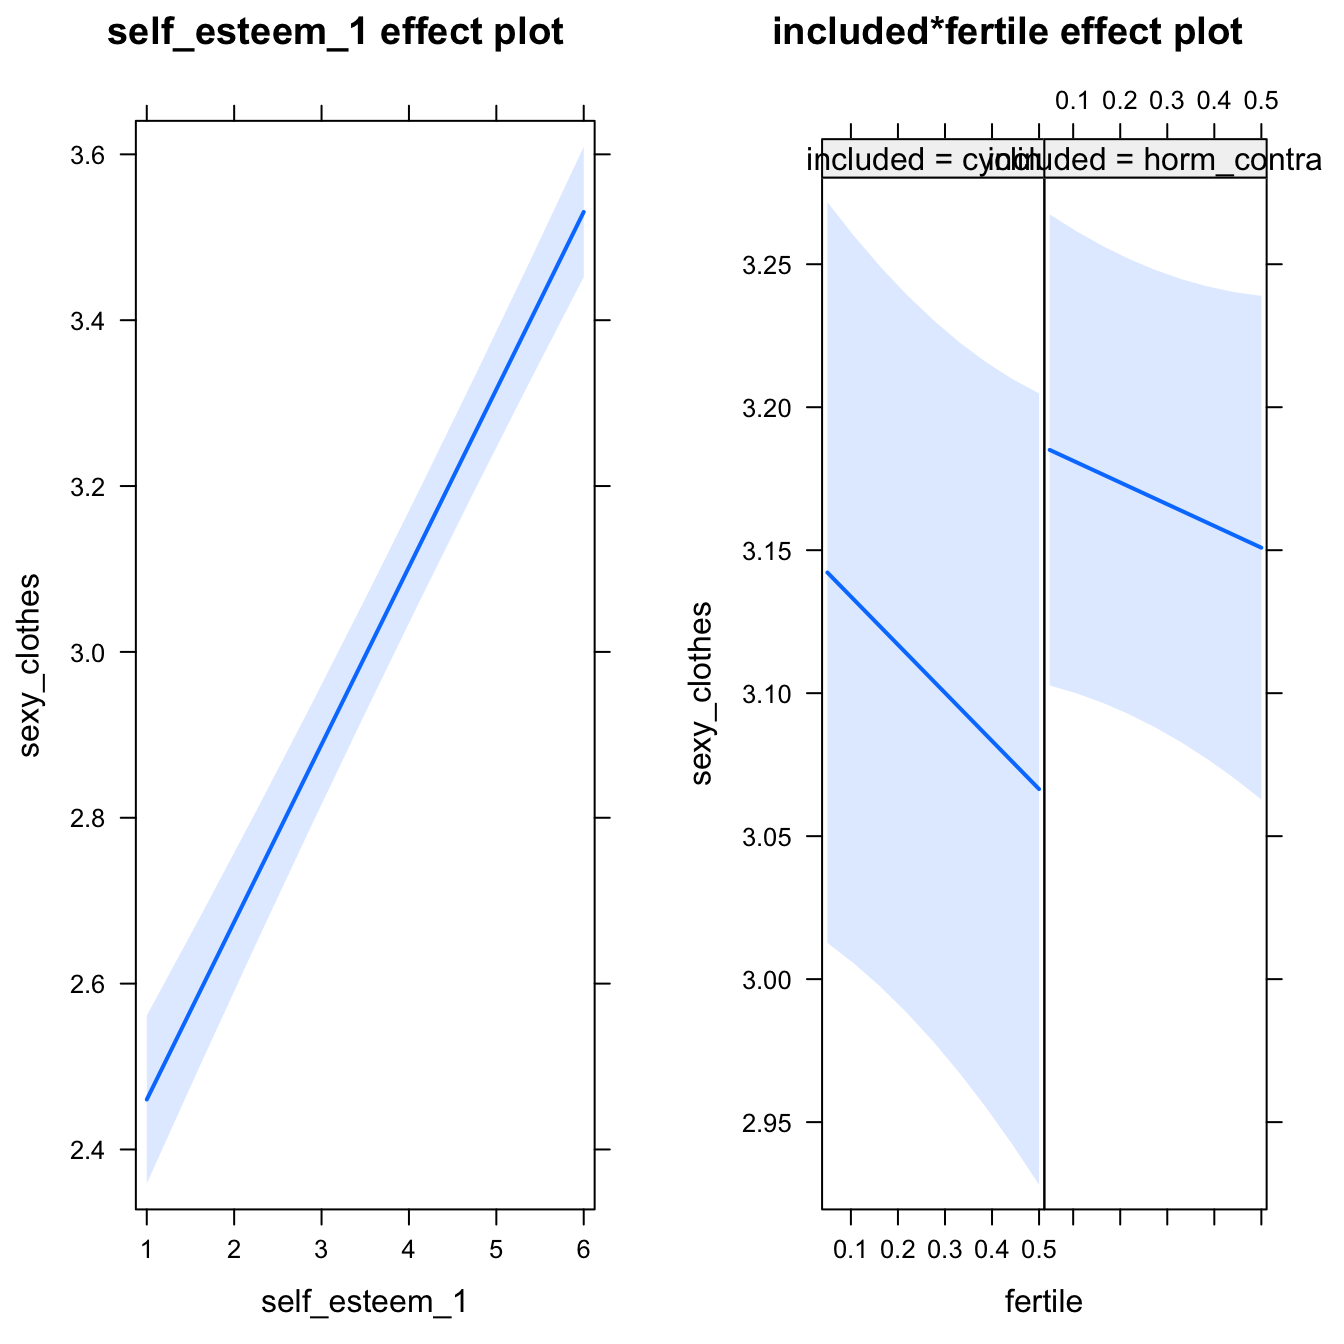 self_esteem_1 effect plot
3.6
3.4
3.2
3.0
2.8
2.6
2.4
sexy_clothes
1 2 3 4 5 6
self_esteem_1
included*fertile effect plot
0.1 0.2 0.3 0.4 0.5
included =
included = horm_contra
3.25
3.20
3.15
3.10
3.05
3.00
2.95
sexy_clothes
0.1 0.2 0.3 0.4 0.5
fertile